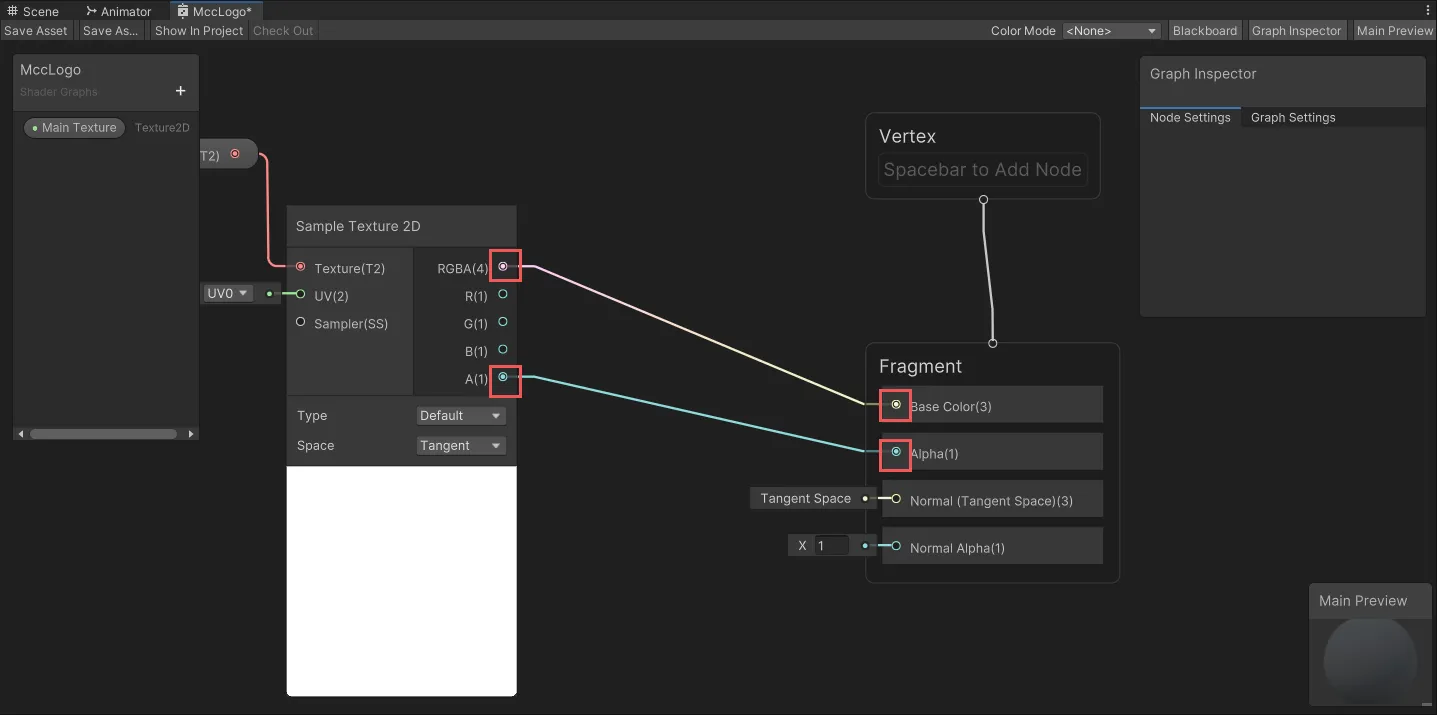 Scene Animator MccLogo*
Save Asset Save As... Show In Project Check Out Color Mode <None> Blackboard Graph Inspector Main Preview
MccLogo
Shader Graphs
+
Main Texture Texture2D
T2)
Sample Texture 2D
Texture(T2) RGBA(4)
UV0 UV(2) R(1)
Sampler(SS) G(1)
B(1)
A(1)
Type Default
Space Tangent
Vertex
Spacebar to Add Node
Fragment
Base Color(3)
Alpha(1)
Tangent Space Normal (Tangent Space)(3)
X 1 Normal Alpha(1)
Graph Inspector
Node Settings Graph Settings
Main Preview